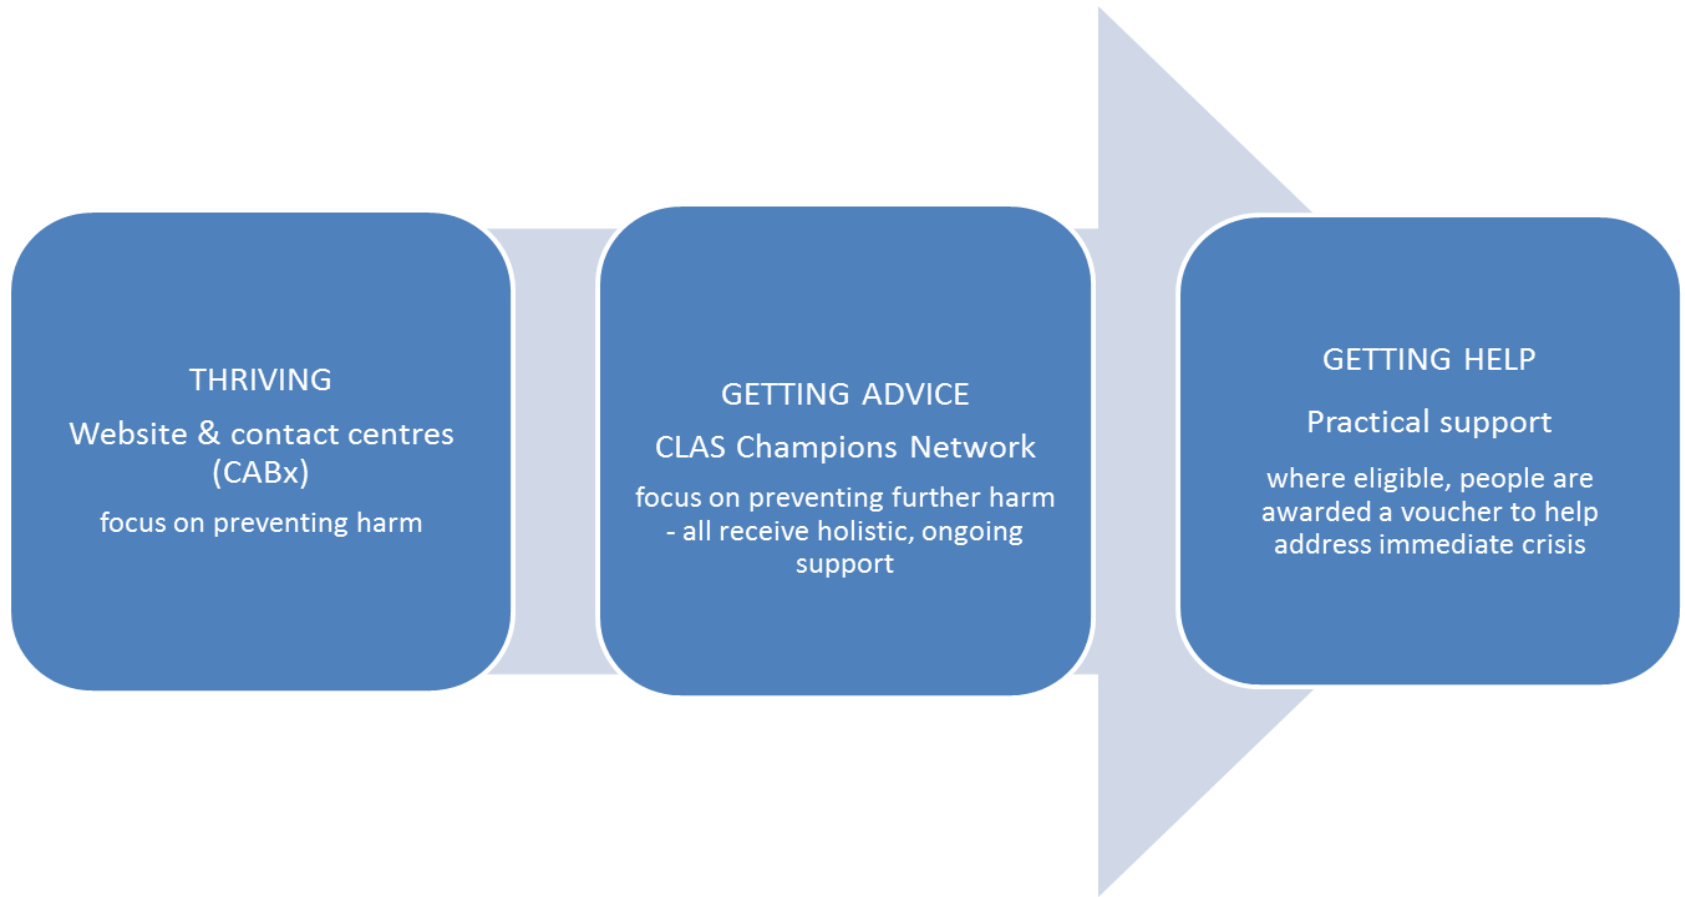 THRIVING
Website & contact centres
(CABx)
focus on preventing harm
GETTING ADVICE
CLAS Champions Network
focus on preventing further harm
- all receive holistic, ongoing
support
GETTING HELP
Practical support
where eligible, people are
awarded a voucher to help
address immediate crisis